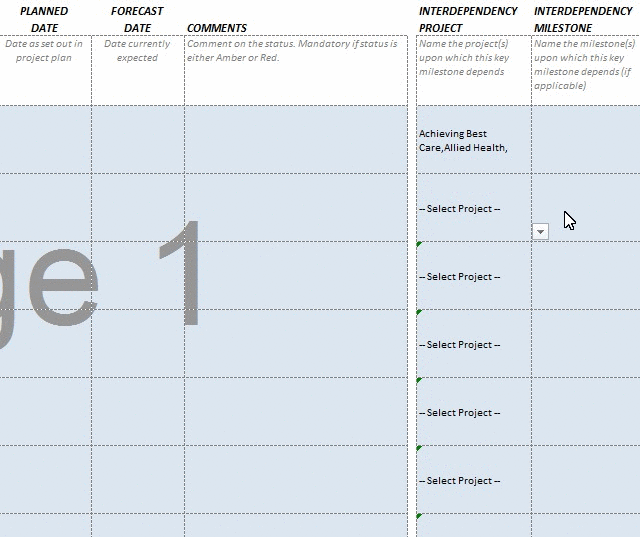 PLANNED
DATE
FORECAST
DATE
COMMENTS
INTERDEPENDENCY
PROJECT
INTERDEPENDENCY
MILESTONE
Date as set out in
project plan
Date currently
expected
Comment on the status. Mandatory if status is
either Amber or Red.
Name the project(s)
upon which this key
milestone depends
Name the milestone(s)
upon which this key
milestone depends (if
applicable)
Achieving Best
Care,Allied Health,
-- Select Project --
ge 1
-- Select Project --
-- Select Project --
-- Select Project --
-- Select Project --